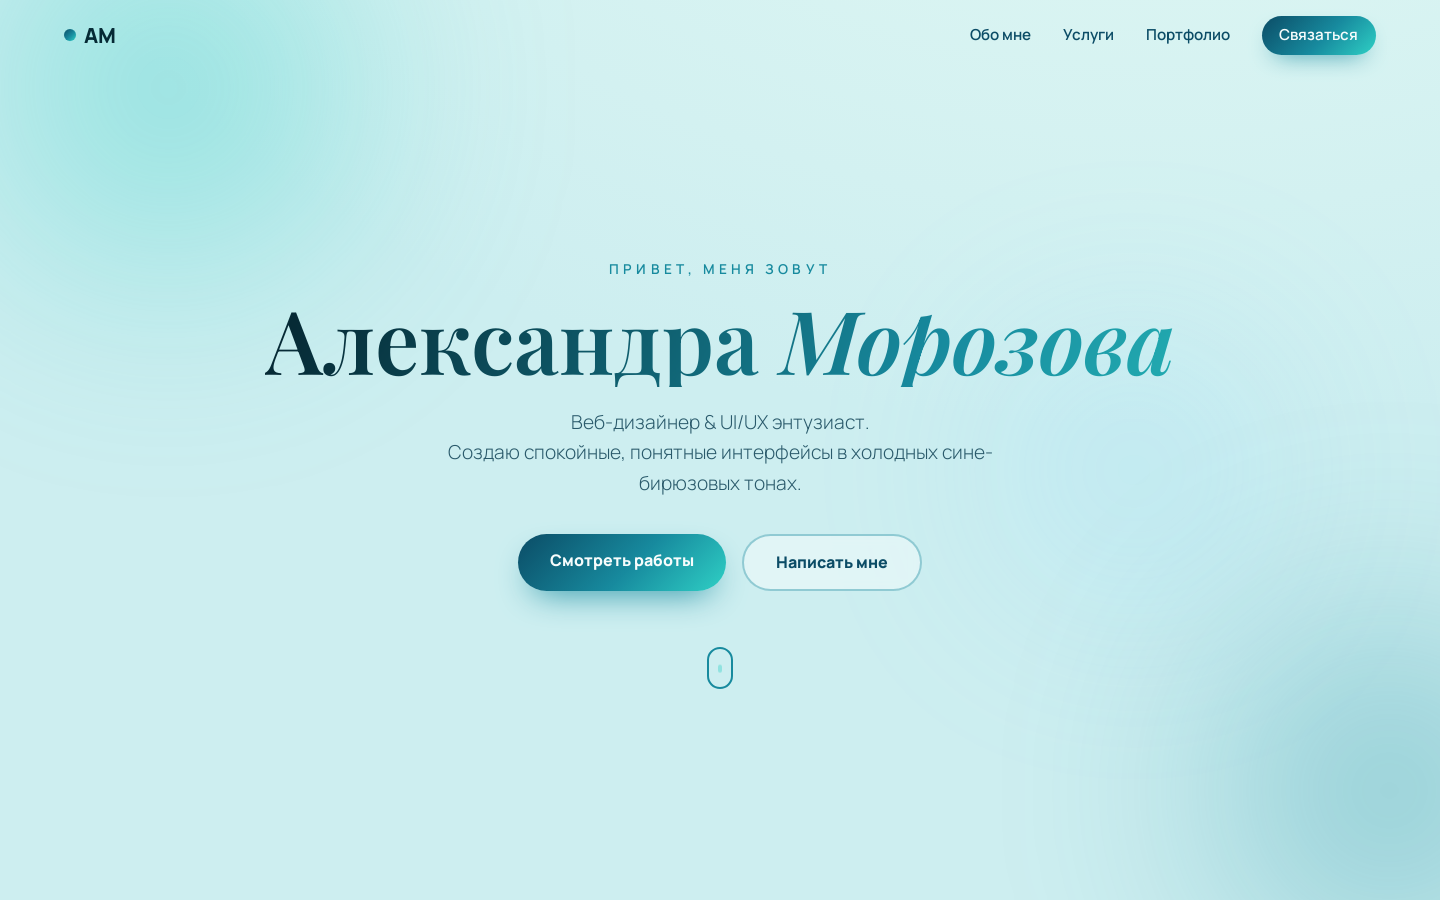 AM
Обо мне
Услуги
Портфолио
Связаться
ПРИВЕТ, МЕНЯ ЗОВУТ
Александра Морозова
Веб-дизайнер & UI/UX энтузиаст.
Создаю спокойные, понятные интерфейсы в холодных сине-
бирюзовых тонах.
Смотреть работы
Написать мне